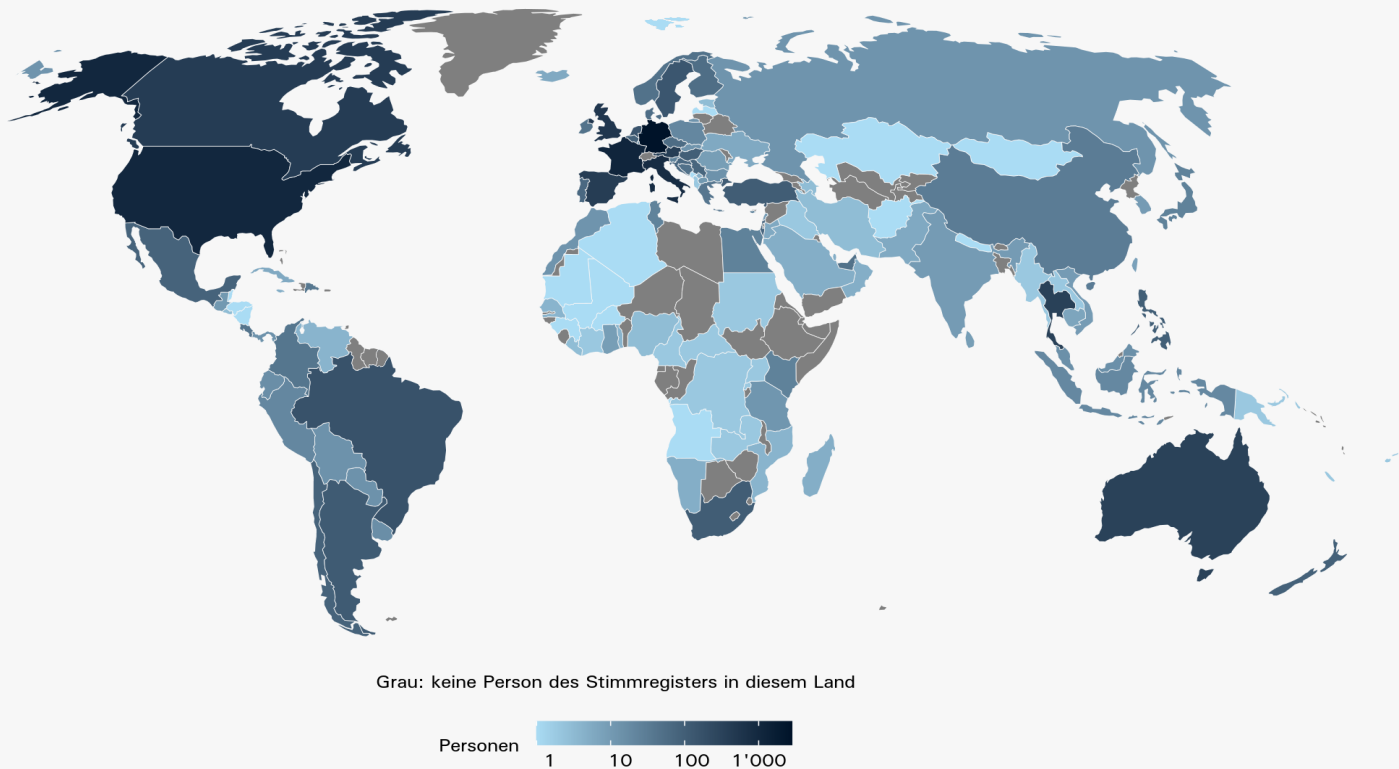 Grau: keine Person des Stimmregisters in diesem Land
Personen
1 10 100 1'000